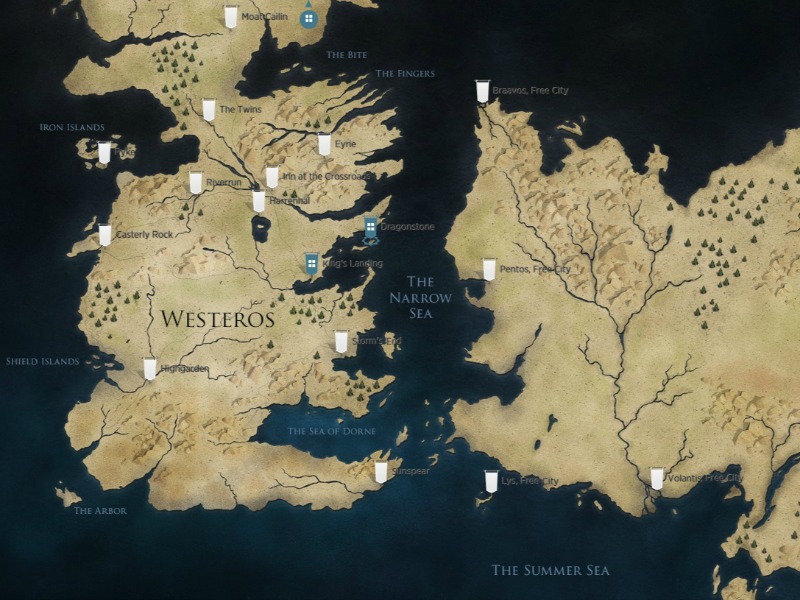 MoatCailin
THE BITE
THE FINGERS
Braavos, Free City
The Twins
IRON ISLANDS
Pyke
Eyrie
Riverrun
Inn at the Crossroads
Harrenhal
Casterly Rock
Dragonstone
King's Landing
Pentos, Free City
THE
NARROW
SEA
WESTEROS
Storm's End
SHIELD ISLANDS
Highgarden
THE SEA OF DORNE
Sunspear
Lys, Free City
Volantis, Free City
THE ARBOR
THE SUMMER SEA